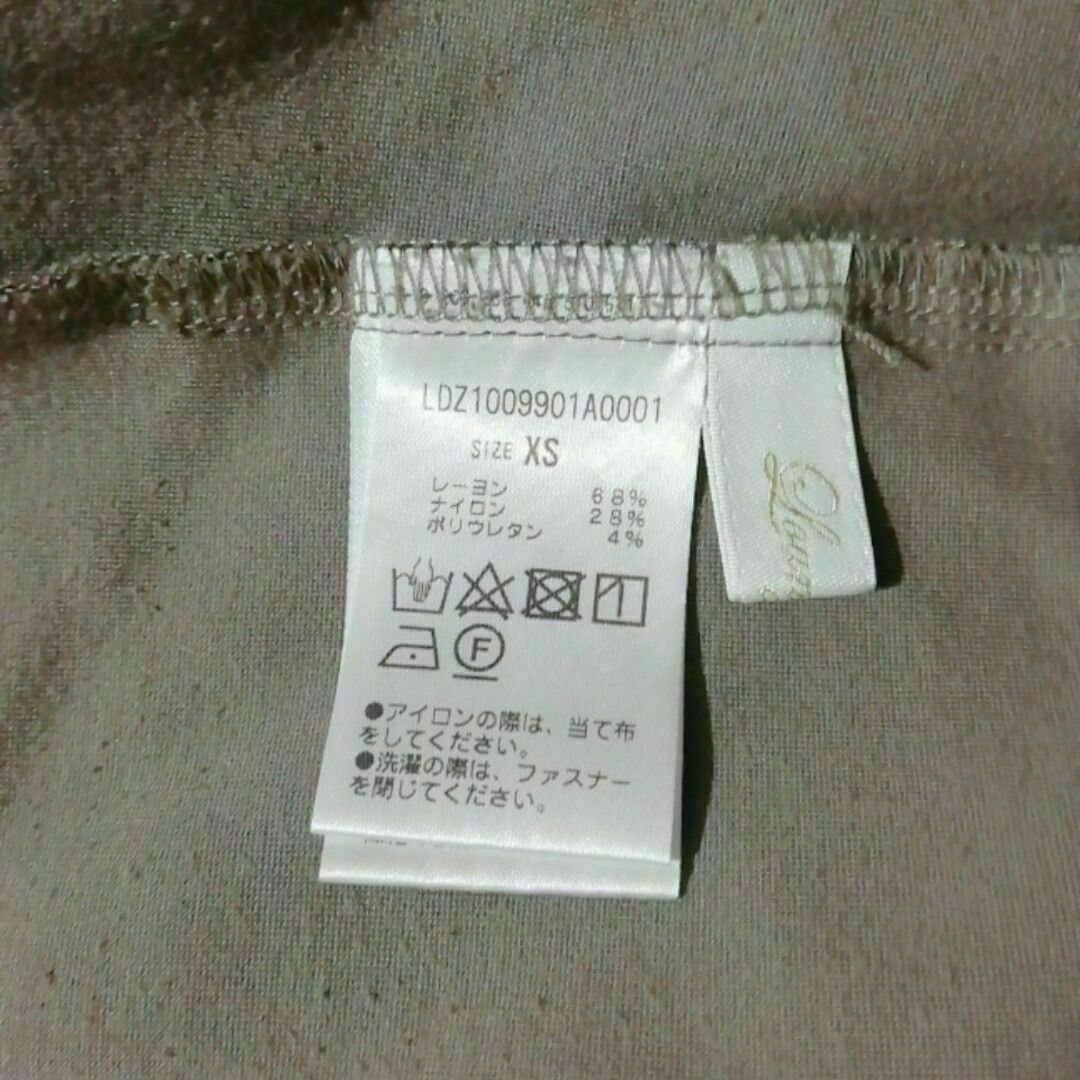 LDZ1009901A0001
SIZE XS
レーヨン 68%
ナイロン 28%
ポリウレタン 4%
F
●アイロンの際は、当て布
をしてください。
●洗濯の際は、ファスナー
を閉じてください。